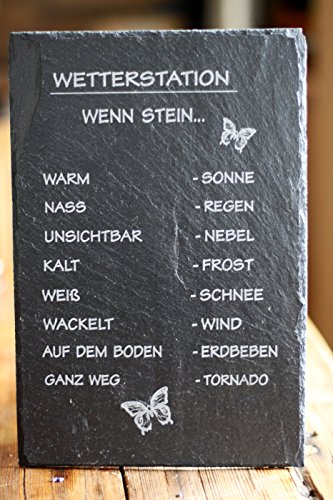 WETTERSTATION
WENN STEIN...
WARM - SONNE
NASS - REGEN
UNSICHTBAR - NEBEL
KALT - FROST
WEIß - SCHNEE
WACKELT - WIND
AUF DEM BODEN - ERDBEBEN
GANZ WEG - TORNADO